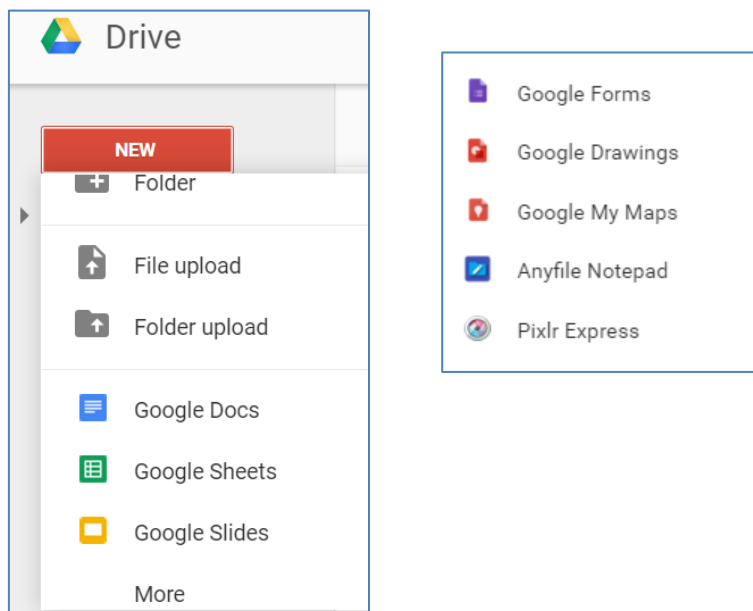 Drive
NEW
Folder
File upload
Folder upload
Google Docs
Google Sheets
Google Slides
More
Google Forms
Google Drawings
Google My Maps
Anyfile Notepad
Pixlr Express